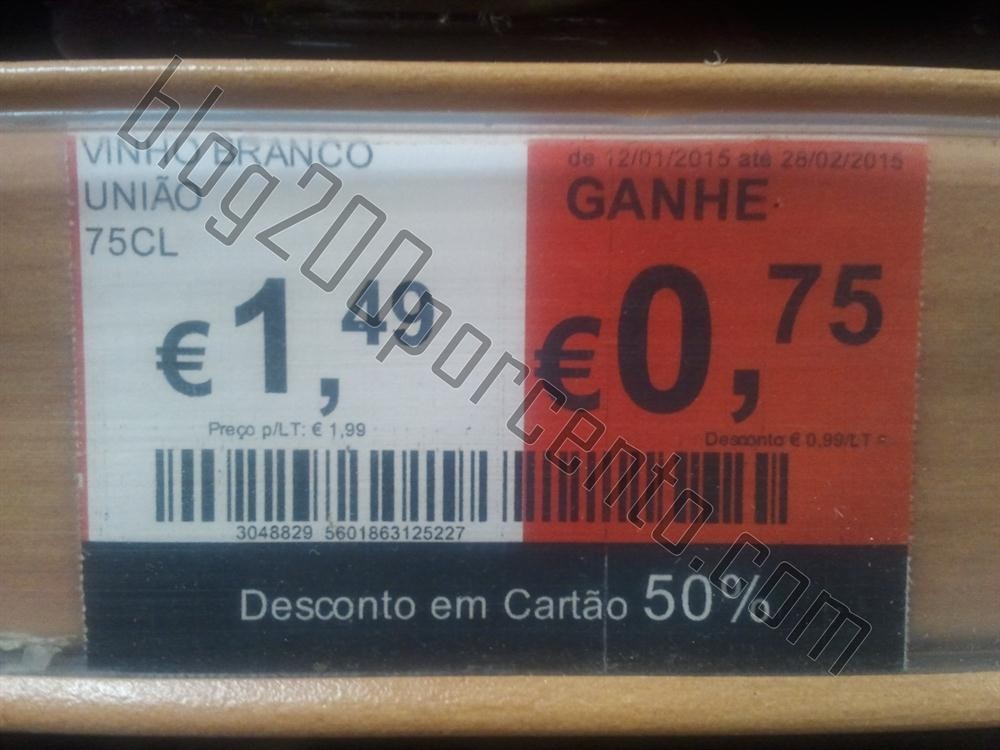 VINHO BRANCO
UNIÃO
75CL
€1,49
Preço p/LT: € 1,99
de 12/01/2015 até 28/02/2015
GANHE
€0,75
Desconto € 0,99/LT
3048829 5601863125227
Desconto em Cartão 50%
blog200porcento.com